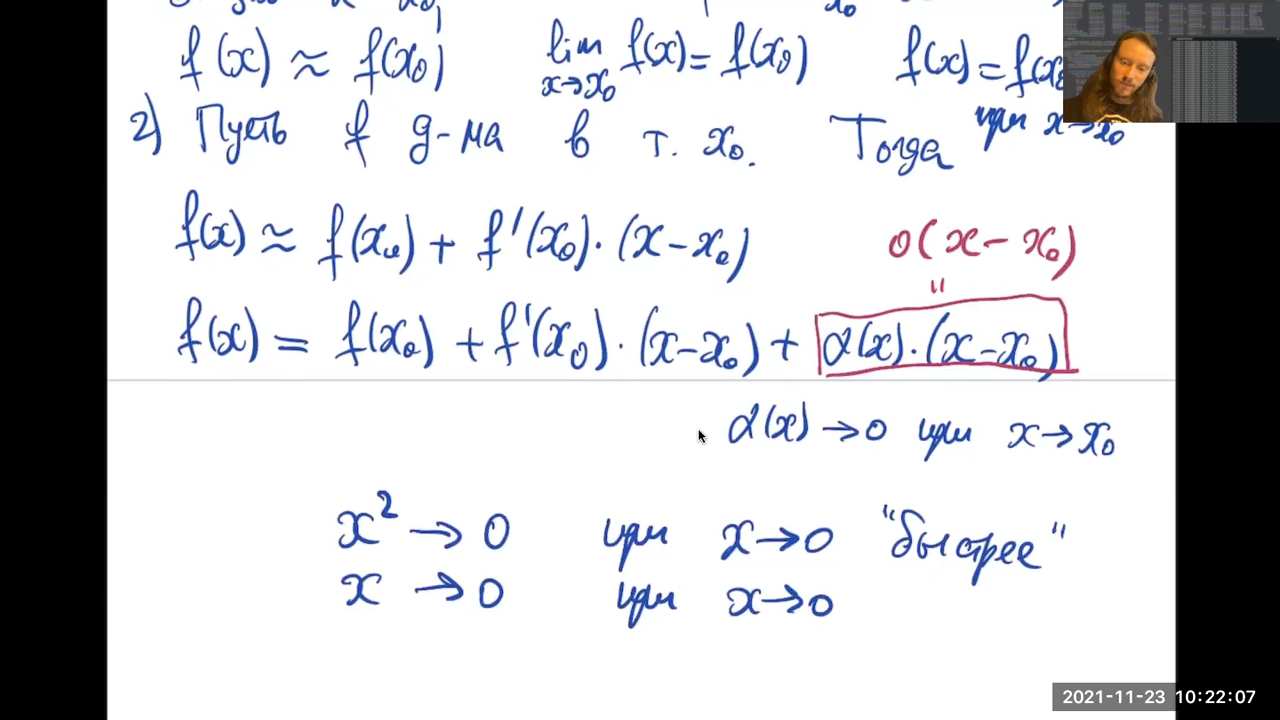 f(x) ≈ f(x₀) lim x→x₀ f(x) = f(x₀) f(x) = f(x₀
при x→x₀
2) Пусть f д-ма в т. x₀. Тогда
f(x) ≈ f(x₀) + f'(x₀)·(x-x₀)
o(x-x₀)
"
f(x) = f(x₀) + f'(x₀)·(x-x₀) + α(x)·(x-x₀)
α(x) → 0 при x→x₀
x² → 0 при x→0 "быстрее"
x → 0 при x→0
2021-11-23 10:22:07